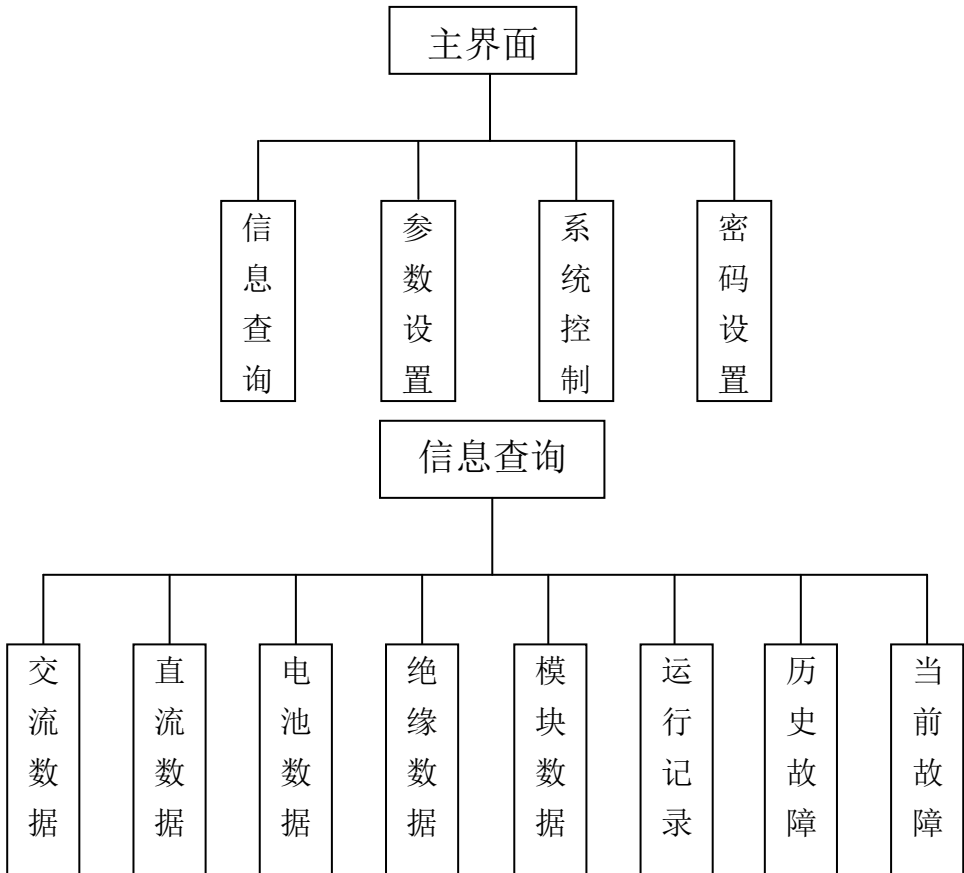 主界面
信息查询
参数设置
系统控制
密码设置
信息查询
交流数据
直流数据
电池数据
绝缘数据
模块数据
运行记录
历史故障
当前故障